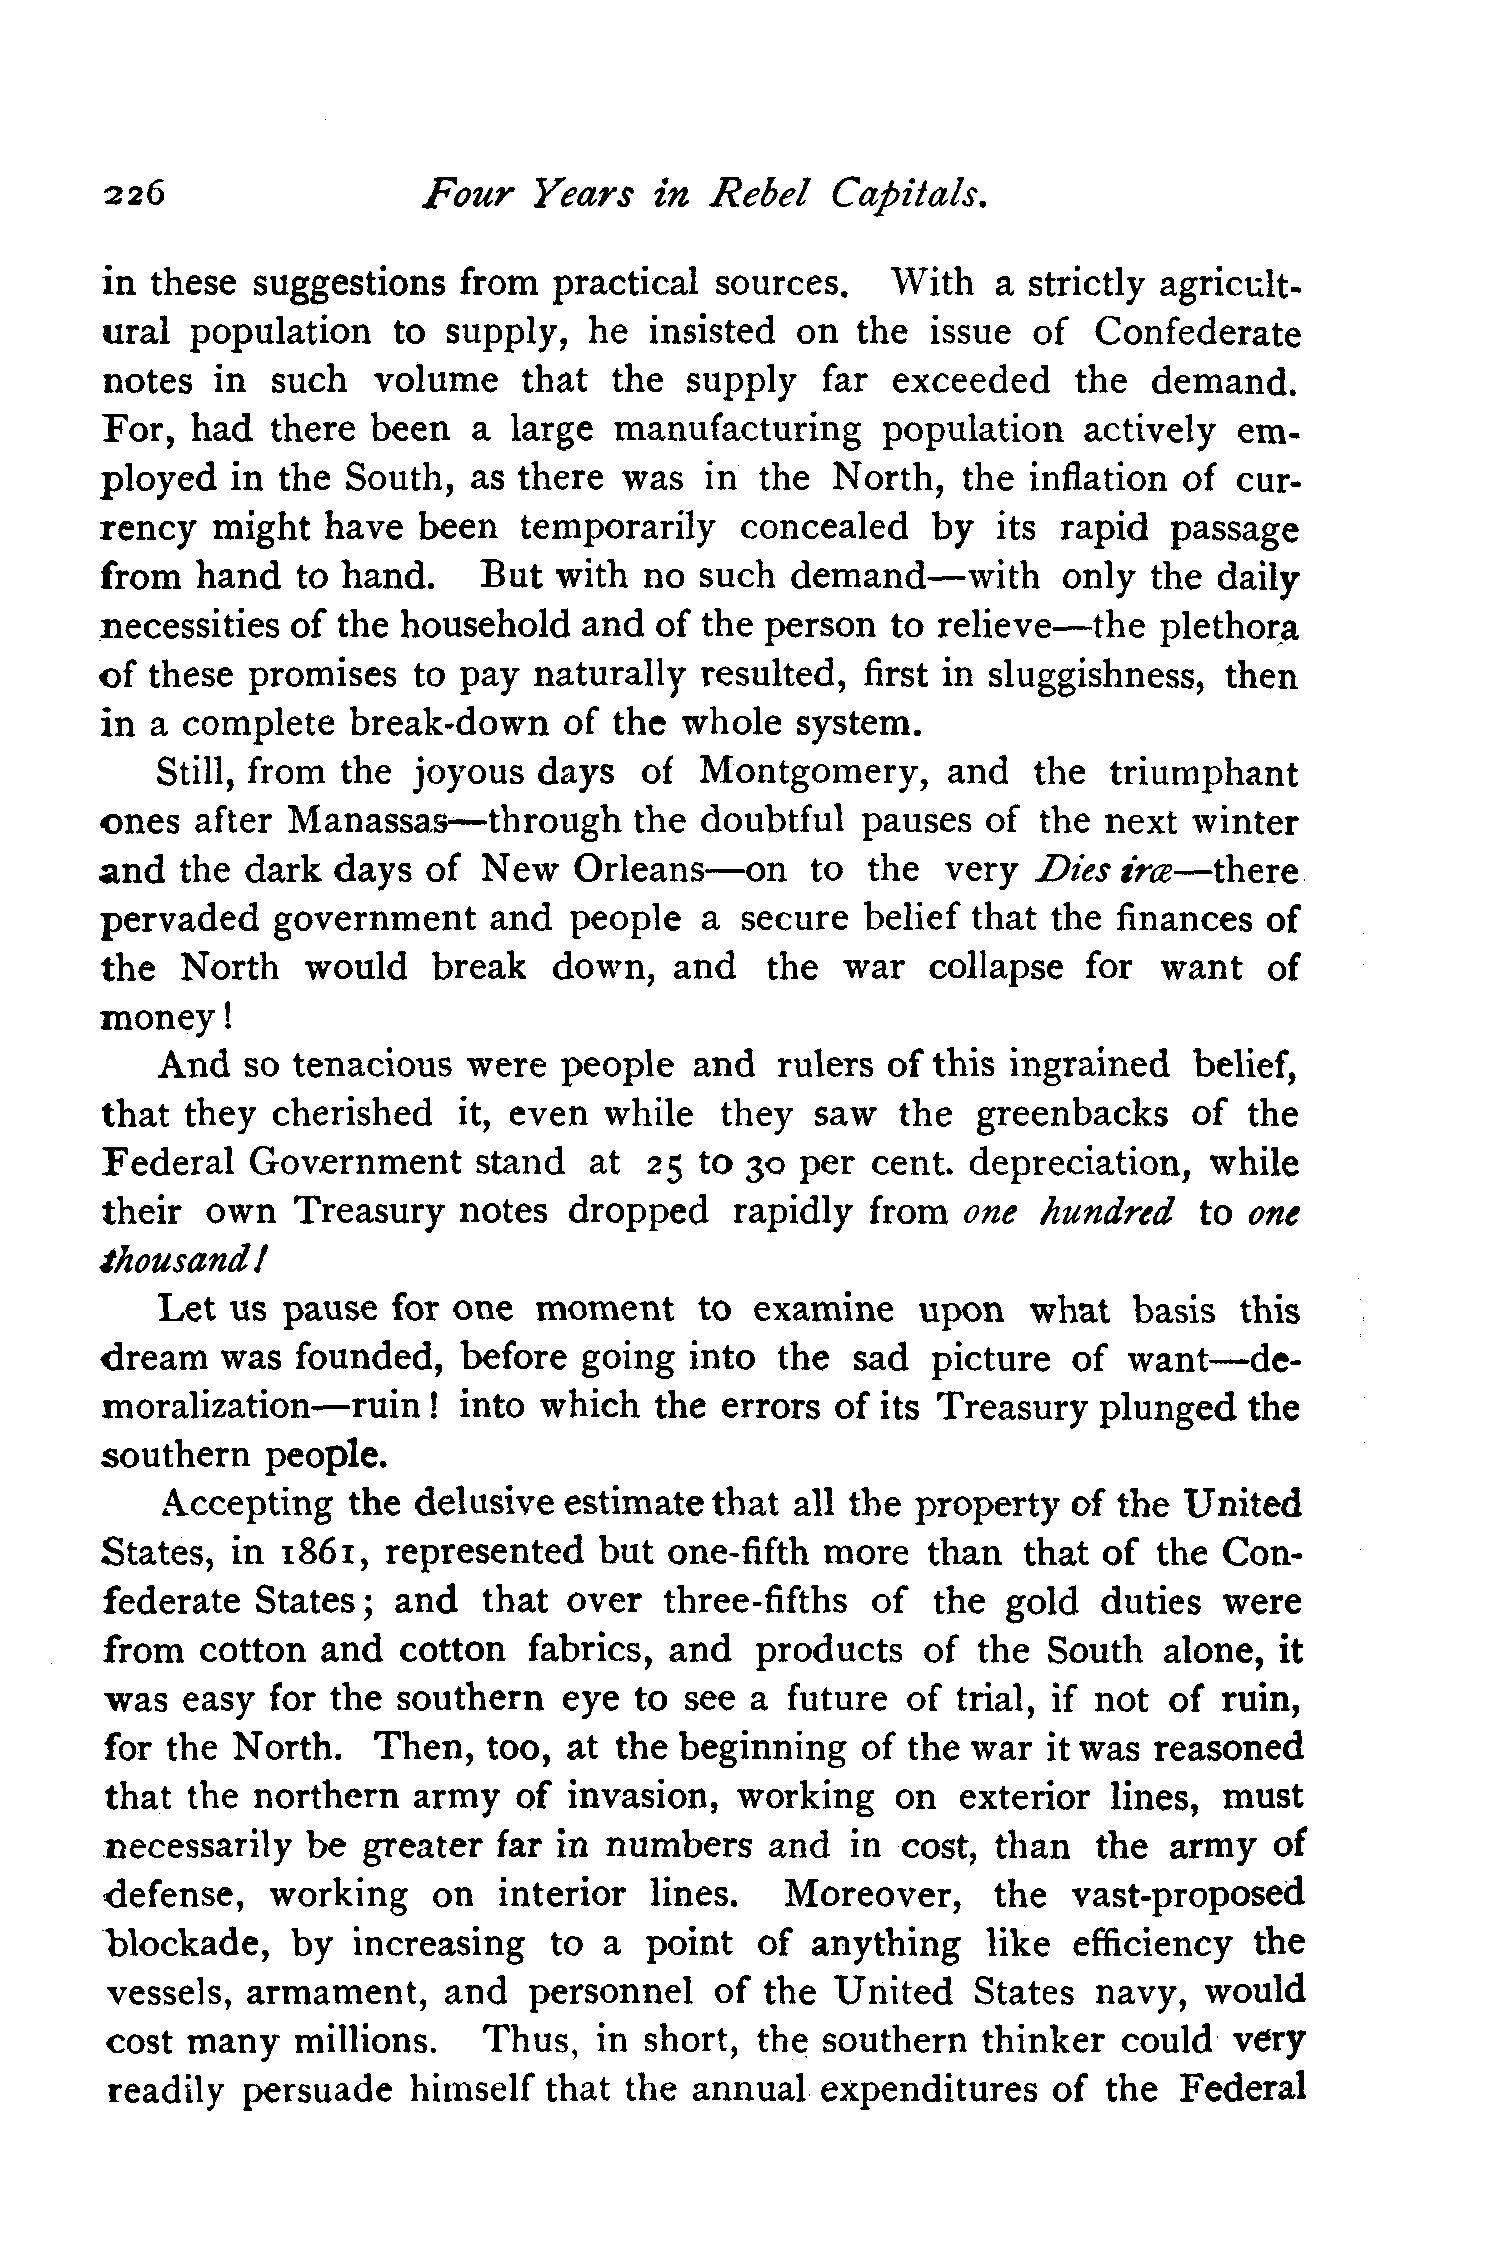 226 Four Years in Rebel Capitals.
in these suggestions from practical sources. With a strictly agricult-
ural population to supply, he insisted on the issue of Confederate
notes in such volume that the supply far exceeded the demand.
For, had there been a large manufacturing population actively em-
ployed in the South, as there was in the North, the inflation of cur-
rency might have been temporarily concealed by its rapid passage
from hand to hand. But with no such demand—with only the daily
necessities of the household and of the person to relieve—the plethora
of these promises to pay naturally resulted, first in sluggishness, then
in a complete break-down of the whole system.
Still, from the joyous days of Montgomery, and the triumphant
ones after Manassas—through the doubtful pauses of the next winter
and the dark days of New Orleans—on to the very Dies iræ—there
pervaded government and people a secure belief that the finances of
the North would break down, and the war collapse for want of
money!
And so tenacious were people and rulers of this ingrained belief,
that they cherished it, even while they saw the greenbacks of the
Federal Government stand at 25 to 30 per cent. depreciation, while
their own Treasury notes dropped rapidly from one hundred to one
thousand!
Let us pause for one moment to examine upon what basis this
dream was founded, before going into the sad picture of want—de-
moralization—ruin! into which the errors of its Treasury plunged the
southern people.
Accepting the delusive estimate that all the property of the United
States, in 1861, represented but one-fifth more than that of the Con-
federate States; and that over three-fifths of the gold duties were
from cotton and cotton fabrics, and products of the South alone, it
was easy for the southern eye to see a future of trial, if not of ruin,
for the North. Then, too, at the beginning of the war it was reasoned
that the northern army of invasion, working on exterior lines, must
necessarily be greater far in numbers and in cost, than the army of
defense, working on interior lines. Moreover, the vast-proposed
blockade, by increasing to a point of anything like efficiency the
vessels, armament, and personnel of the United States navy, would
cost many millions. Thus, in short, the southern thinker could very
readily persuade himself that the annual expenditures of the Federal